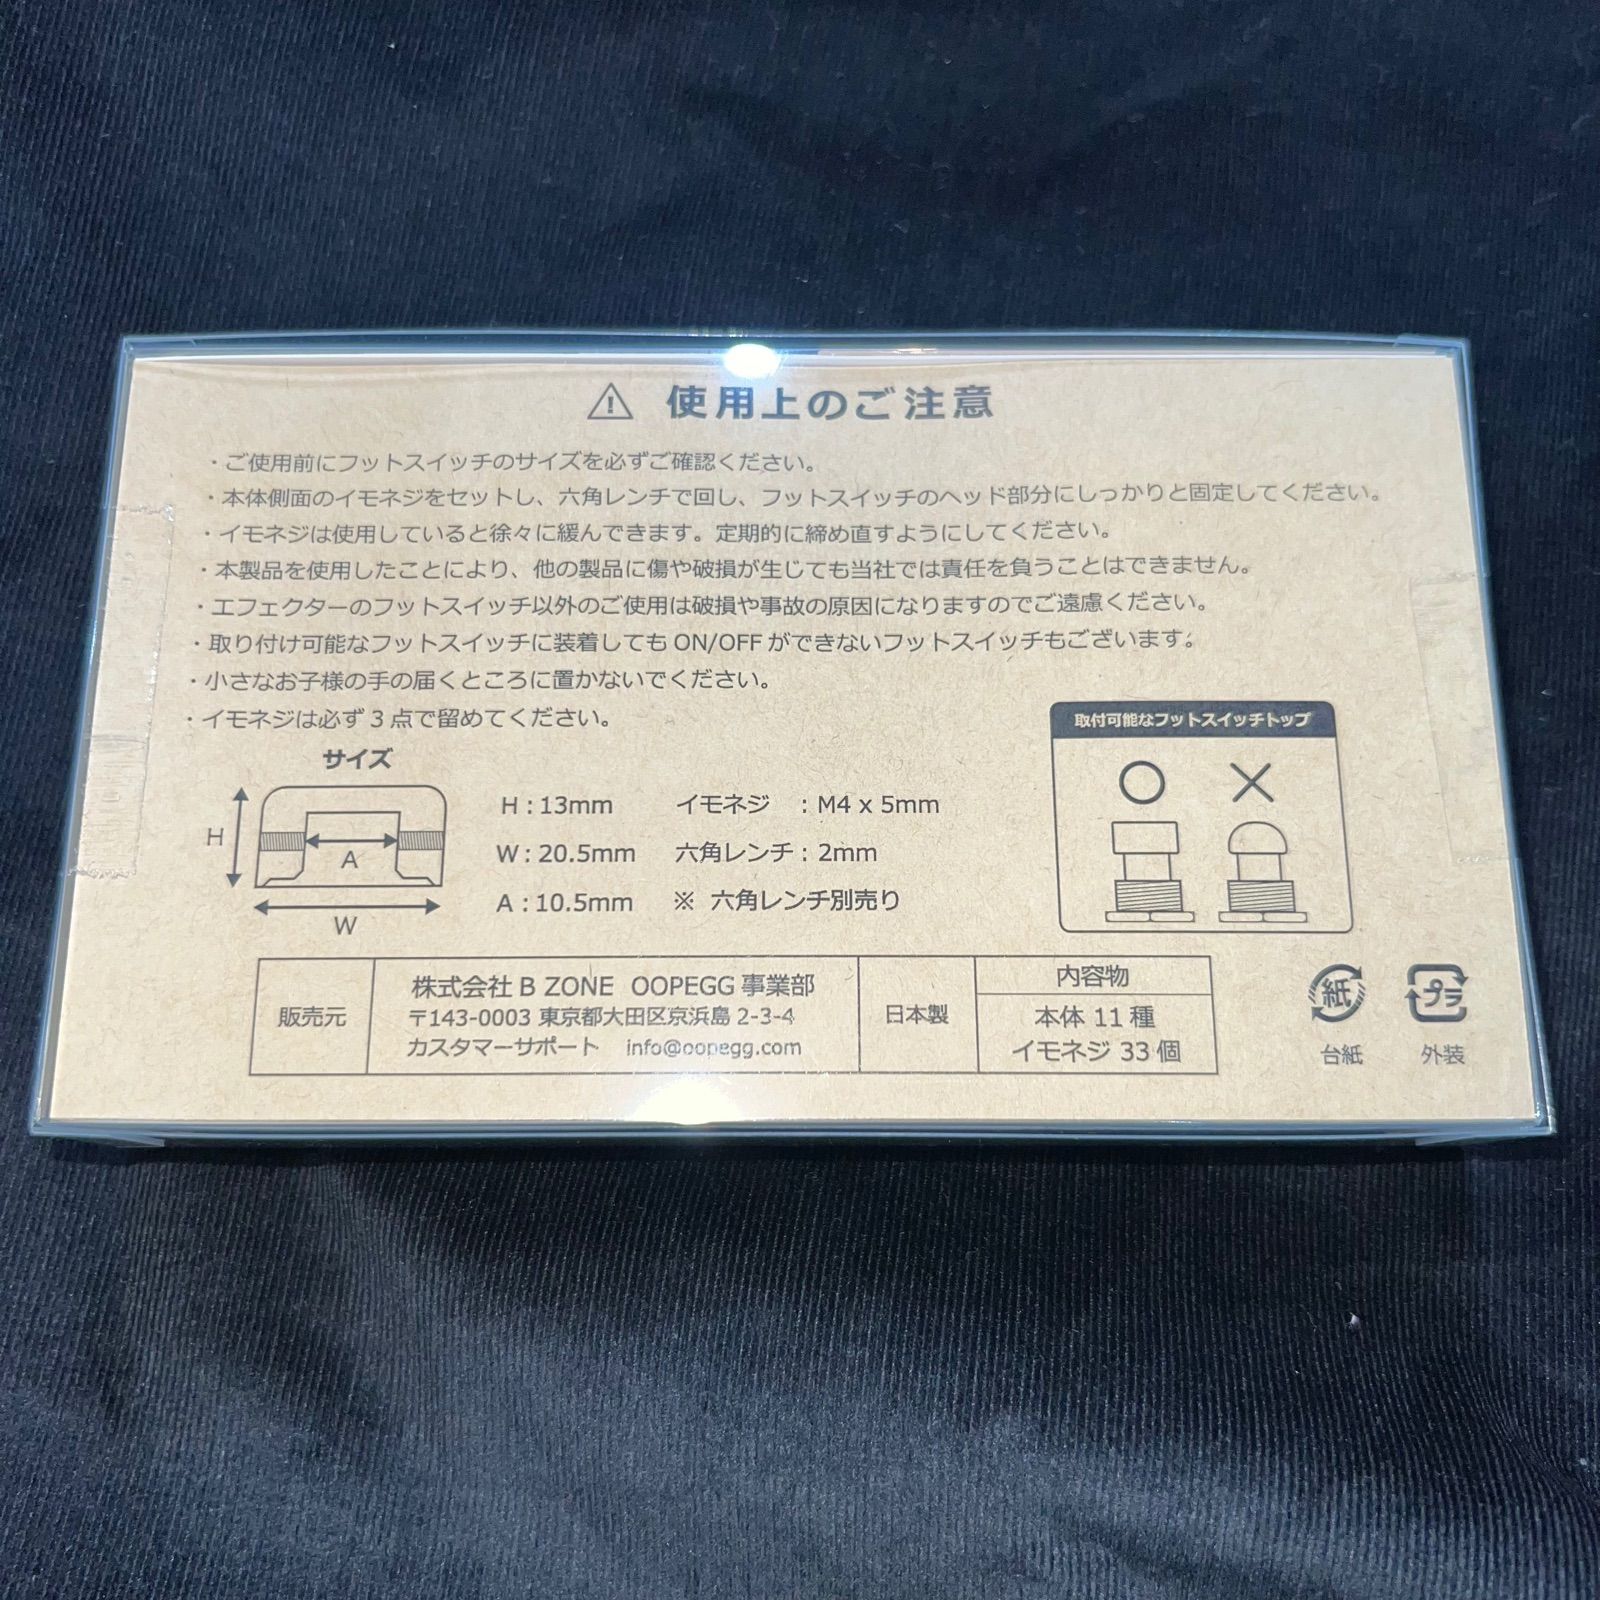 使用上のご注意
・ご使用前にフットスイッチのサイズを必ずご確認ください。
・本体側面のイモネジをセットし、六角レンチで回し、フットスイッチのヘッド部分にしっかりと固定してください。
・イモネジは使用していると徐々に緩んできます。定期的に締め直すようにしてください。
・本製品を使用したことにより、他の製品に傷や破損が生じても当社では責任を負うことはできません。
・エフェクターのフットスイッチ以外のご使用は破損や事故の原因になりますのでご遠慮ください。
・取り付け可能なフットスイッチに装着してもON/OFFができないフットスイッチもございます。
・小さなお子様の手の届くところに置かないでください。
・イモネジは必ず3点で留めてください。
サイズ
H
A
W
H：13mm
W：20.5mm
A：10.5mm
イモネジ　：M4 x 5mm
六角レンチ：2mm
※ 六角レンチ別売り
取付可能なフットスイッチトップ
販売元
株式会社 B ZONE OOPEGG 事業部
〒143-0003 東京都大田区京浜島 2-3-4
カスタマーサポート info@oopegg.com
日本製
内容物
本体 11 種
イモネジ 33 個
紙
台紙
プラ
外装